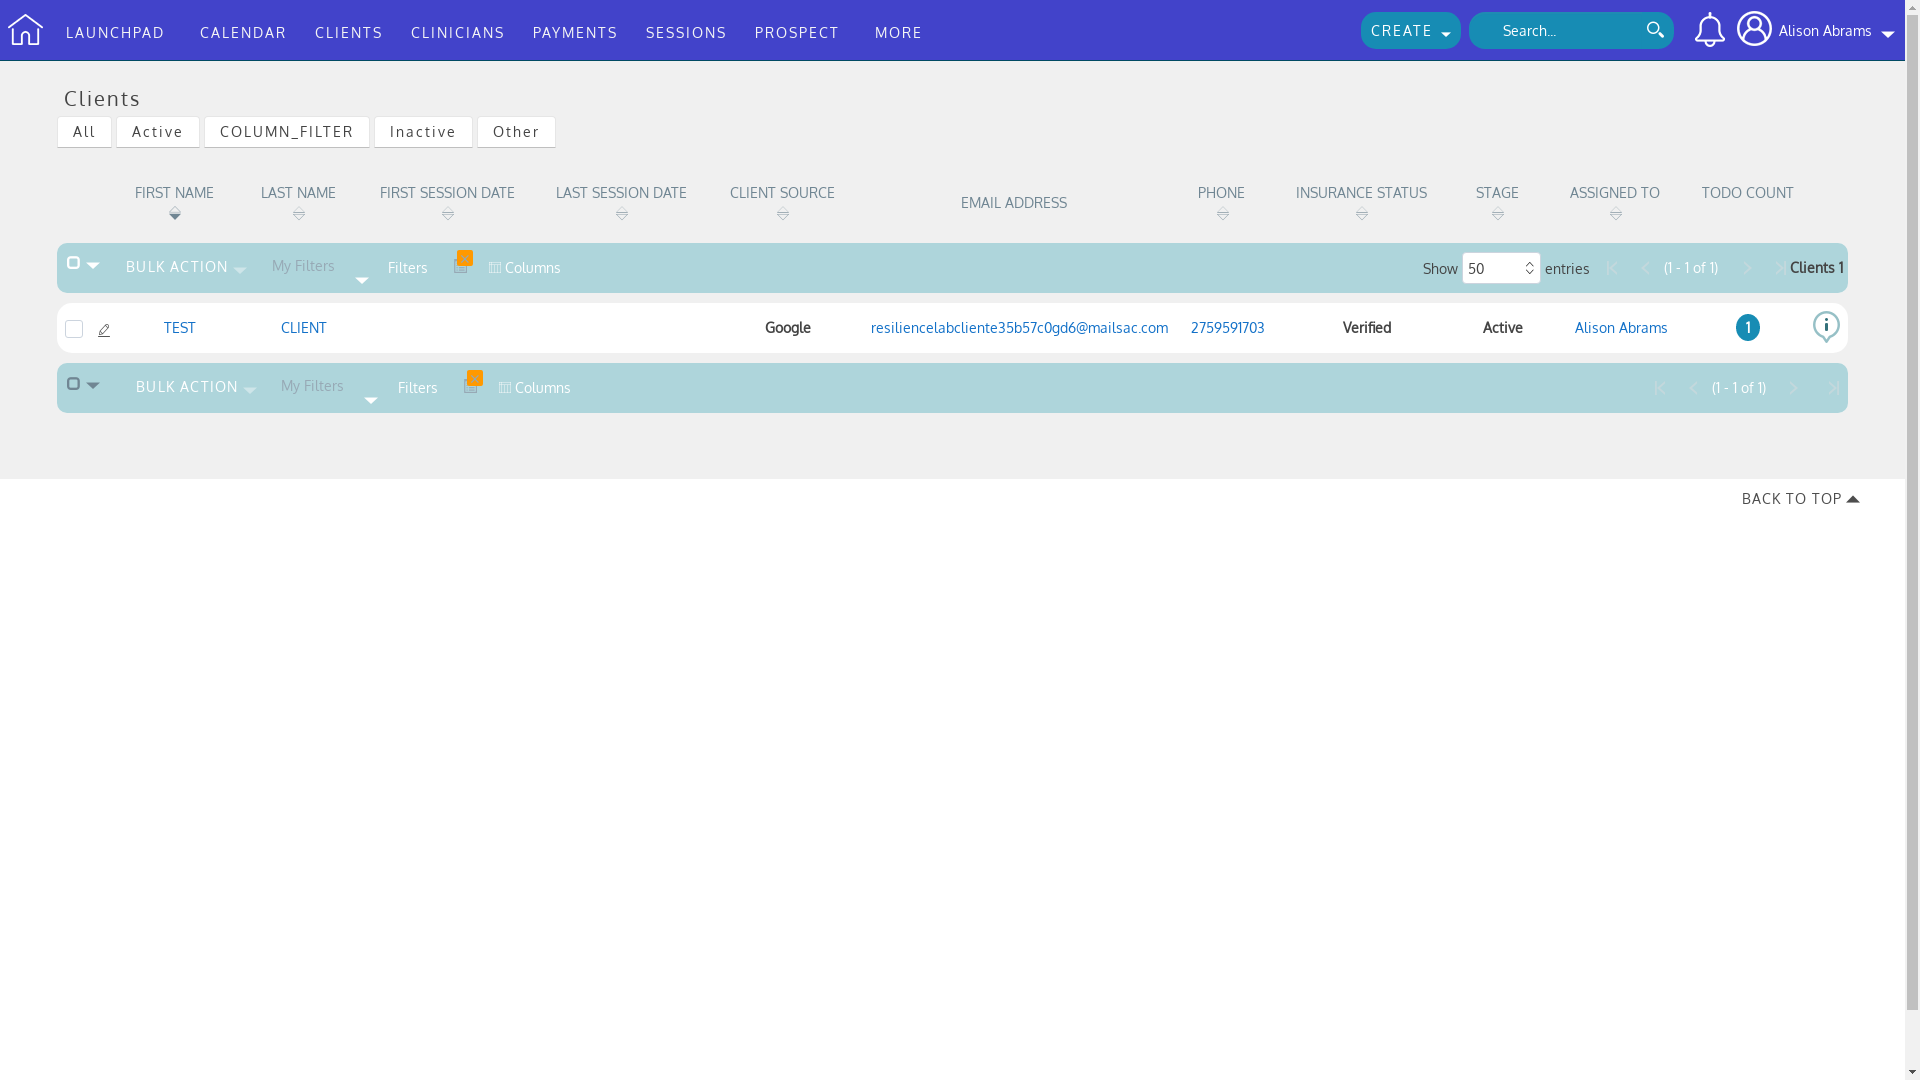 LAUNCHPAD CALENDAR CLIENTS CLINICIANS PAYMENTS SESSIONS PROSPECT MORE CREATE Search... Alison Abrams
Clients
All Active COLUMN_FILTER Inactive Other
FIRST NAME LAST NAME FIRST SESSION DATE LAST SESSION DATE CLIENT SOURCE EMAIL ADDRESS PHONE INSURANCE STATUS STAGE ASSIGNED TO TODO COUNT
BULK ACTION My Filters Filters Columns Show 50 entries (1 - 1 of 1) Clients 1
TEST CLIENT Google resiliencelabcliente35b57c0gd6@mailsac.com 2759591703 Verified Active Alison Abrams 1
BULK ACTION My Filters Filters Columns (1 - 1 of 1)
BACK TO TOP